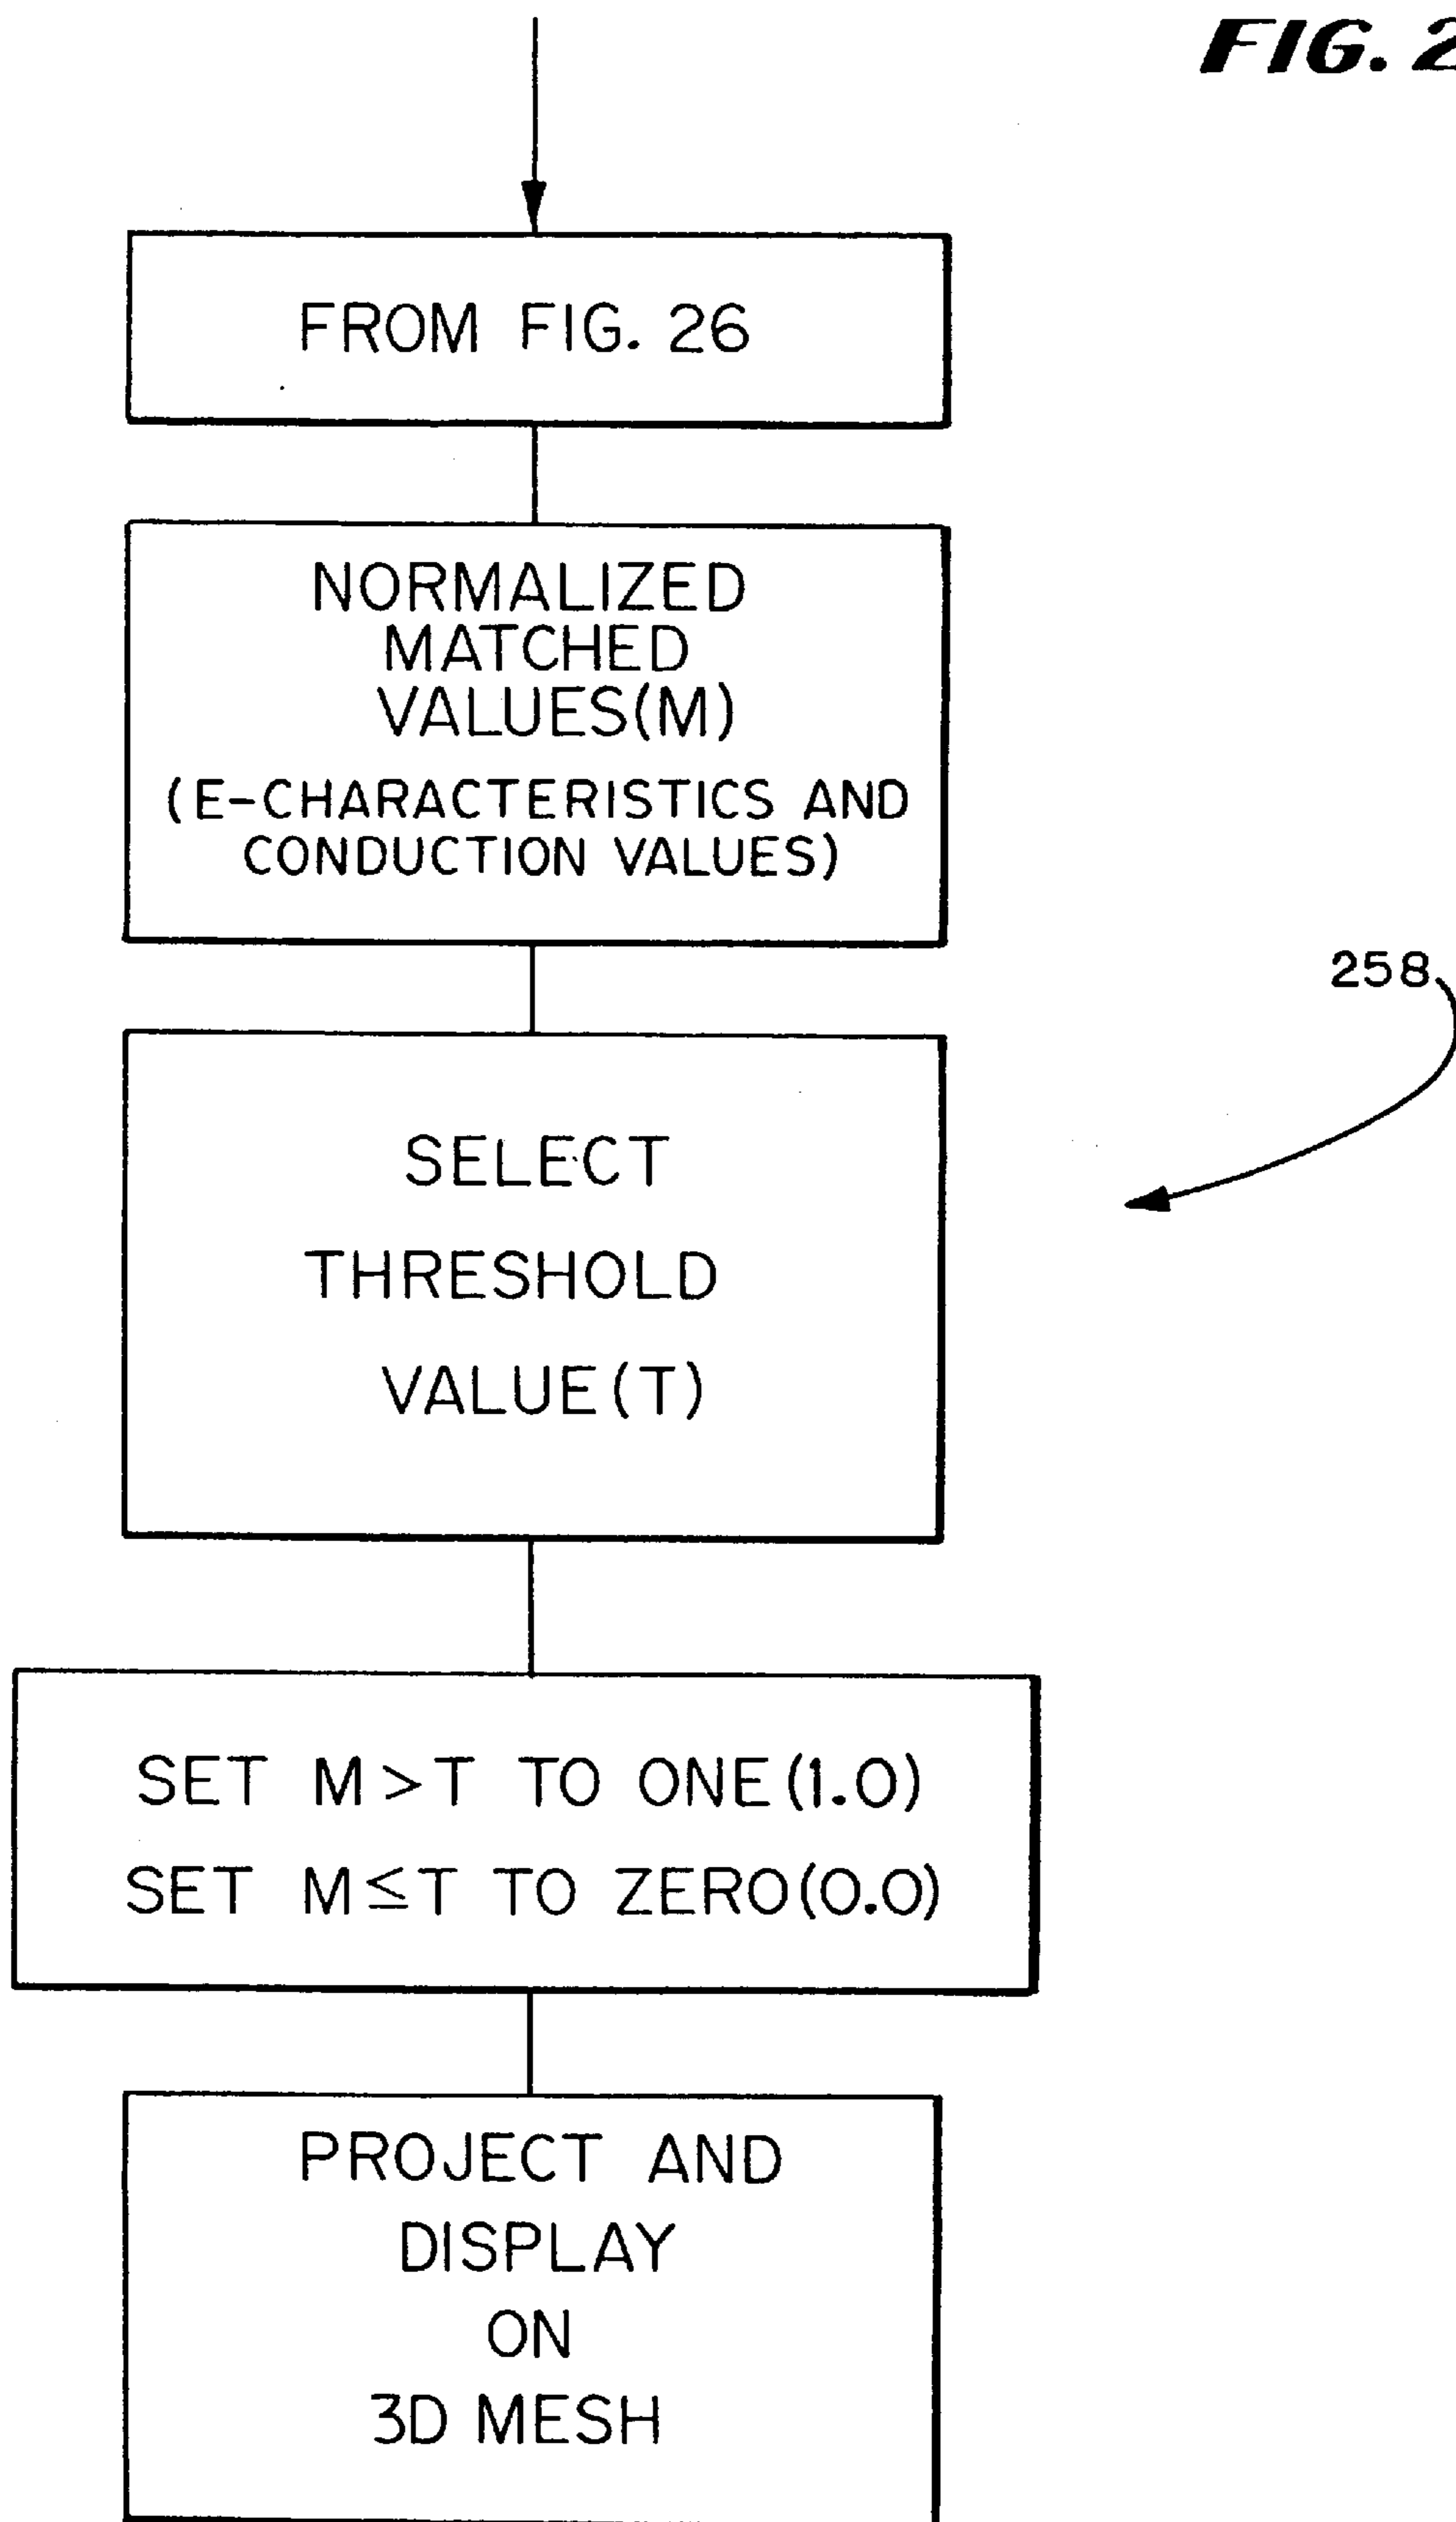 FIG. 2
FROM FIG. 26
NORMALIZED
MATCHED
VALUES(M)
(E-CHARACTERISTICS AND
CONDUCTION VALUES)
258
SELECT
THRESHOLD
VALUE(T)
SET M>T TO ONE(1.0)
SET M≤T TO ZERO(0.0)
PROJECT AND
DISPLAY
ON
3D MESH